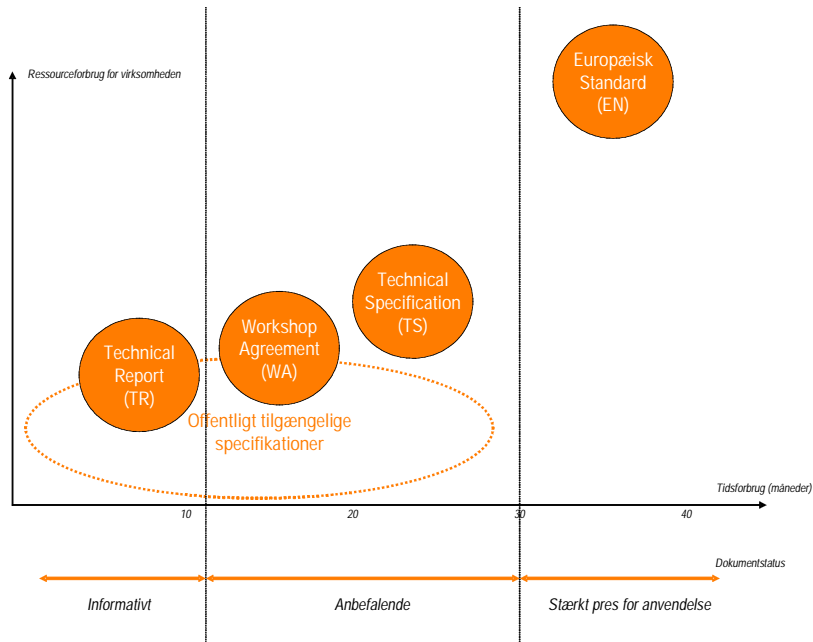 Ressourceforbrug for virksomheden
Europæisk
Standard
(EN)
Technical
Specification
(TS)
Workshop
Agreement
(WA)
Technical
Report
(TR)
Offentligt tilgængelige
specifikationer
Tidsforbrug (måneder)
10
20
30
40
Dokumentstatus
Informativt
Anbefalende
Stærkt pres for anvendelse